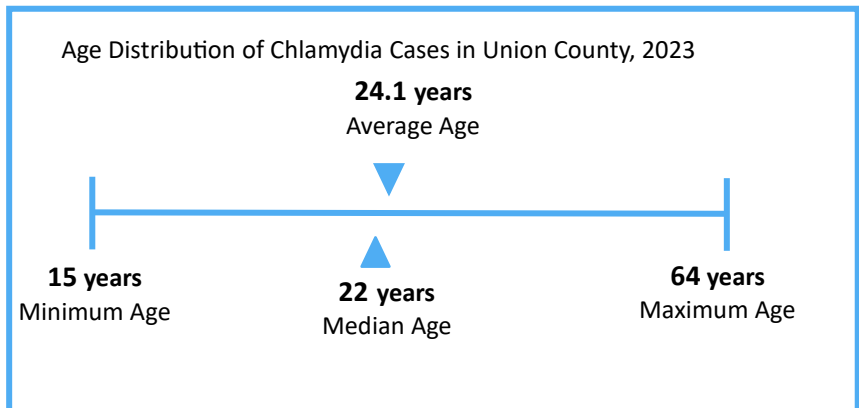 Age Distribution of Chlamydia Cases in Union County, 2023
24.1 years
Average Age
15 years
Minimum Age
22 years
Median Age
64 years
Maximum Age